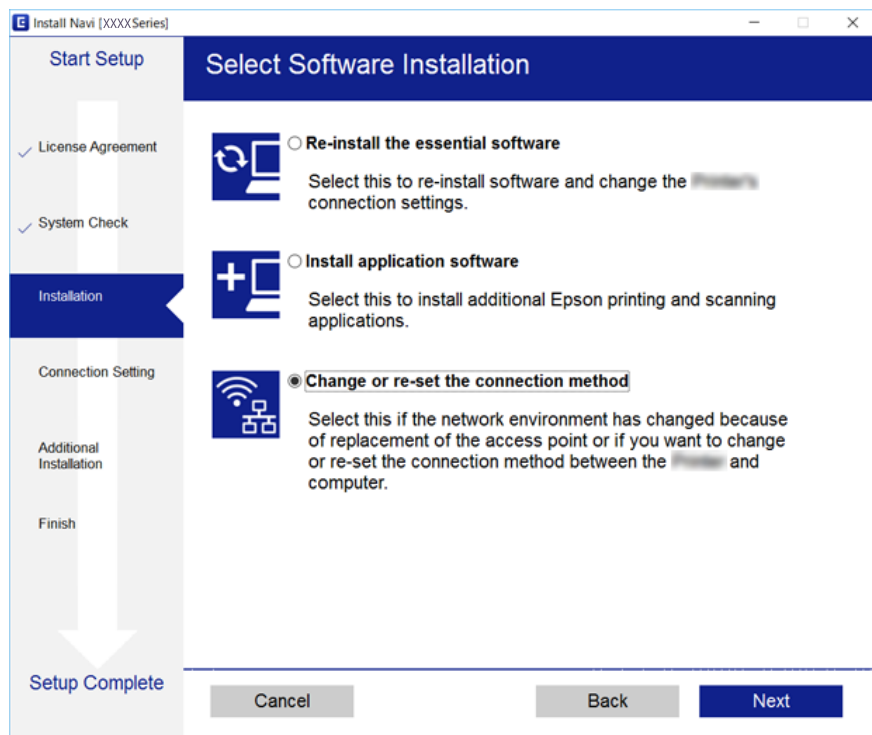 E Install Navi [XXXX Series]
Start Setup
License Agreement
System Check
Installation
Connection Setting
Additional
Installation
Finish
Setup Complete
Select Software Installation
Re-install the essential software
Select this to re-install software and change the
connection settings.
Install application software
Select this to install additional Epson printing and scanning
applications.
Change or re-set the connection method
Select this if the network environment has changed because
of replacement of the access point or if you want to change
or re-set the connection method between the and
computer.
Cancel
Back
Next